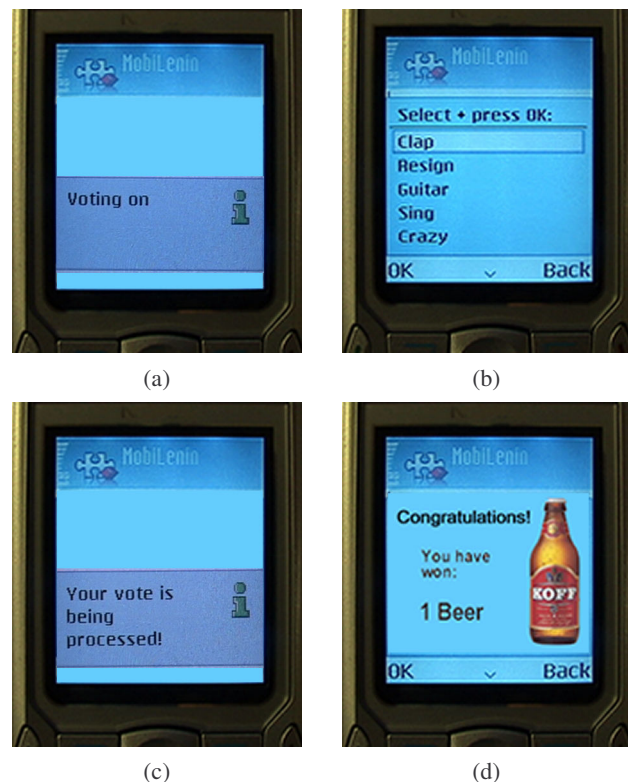 MobiLenin
Voting on
(a)
MobiLenin
Select + press OK:
Clap
Resign
Guitar
Sing
Crazy
OK Back
(b)
MobiLenin
Your vote is
being
processed!
(c)
MobiLenin
Congratulations!
You have
won:
1 Beer
KOFF
OK Back
(d)